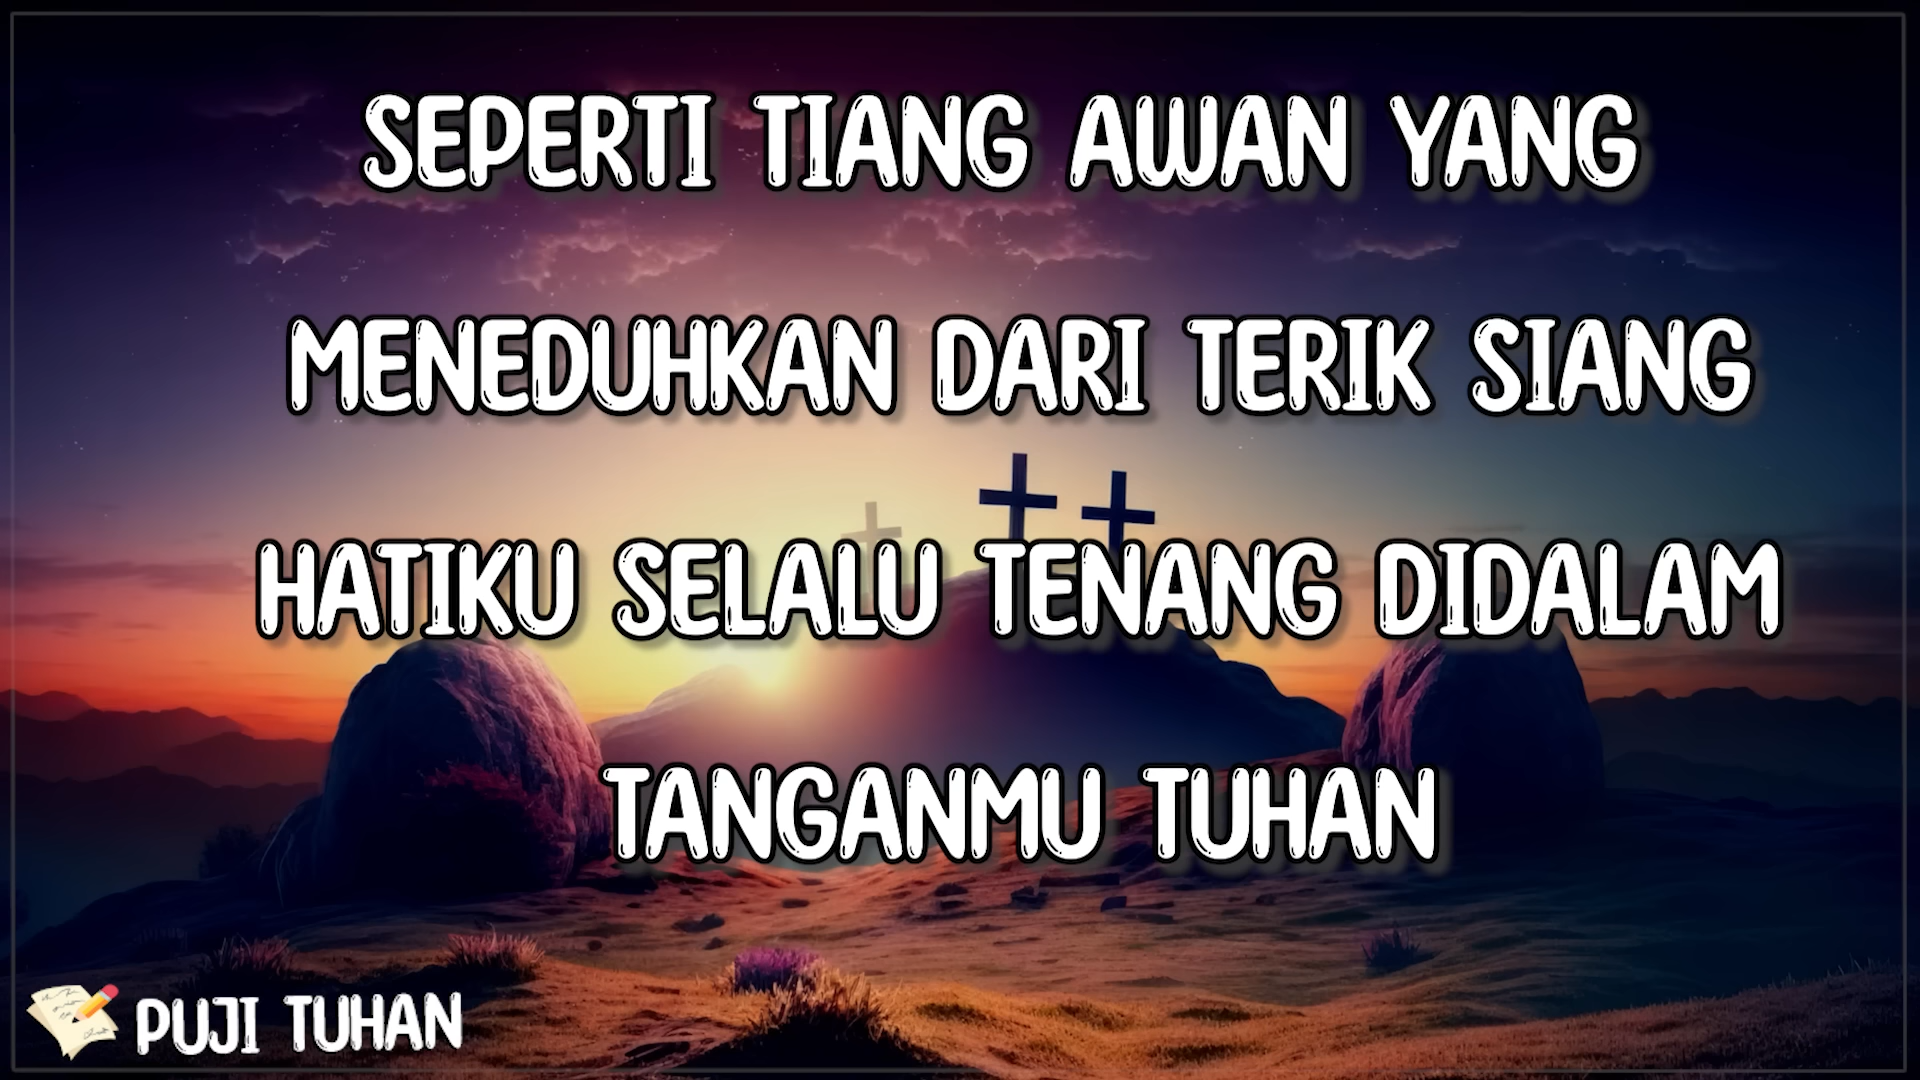 SEPERTI TIANG AWAN YANG
MENEDUHKAN DARI TERIK SIANG
HATIKU SELALU TENANG DIDALAM
TANGANMU TUHAN
PUJI TUHAN